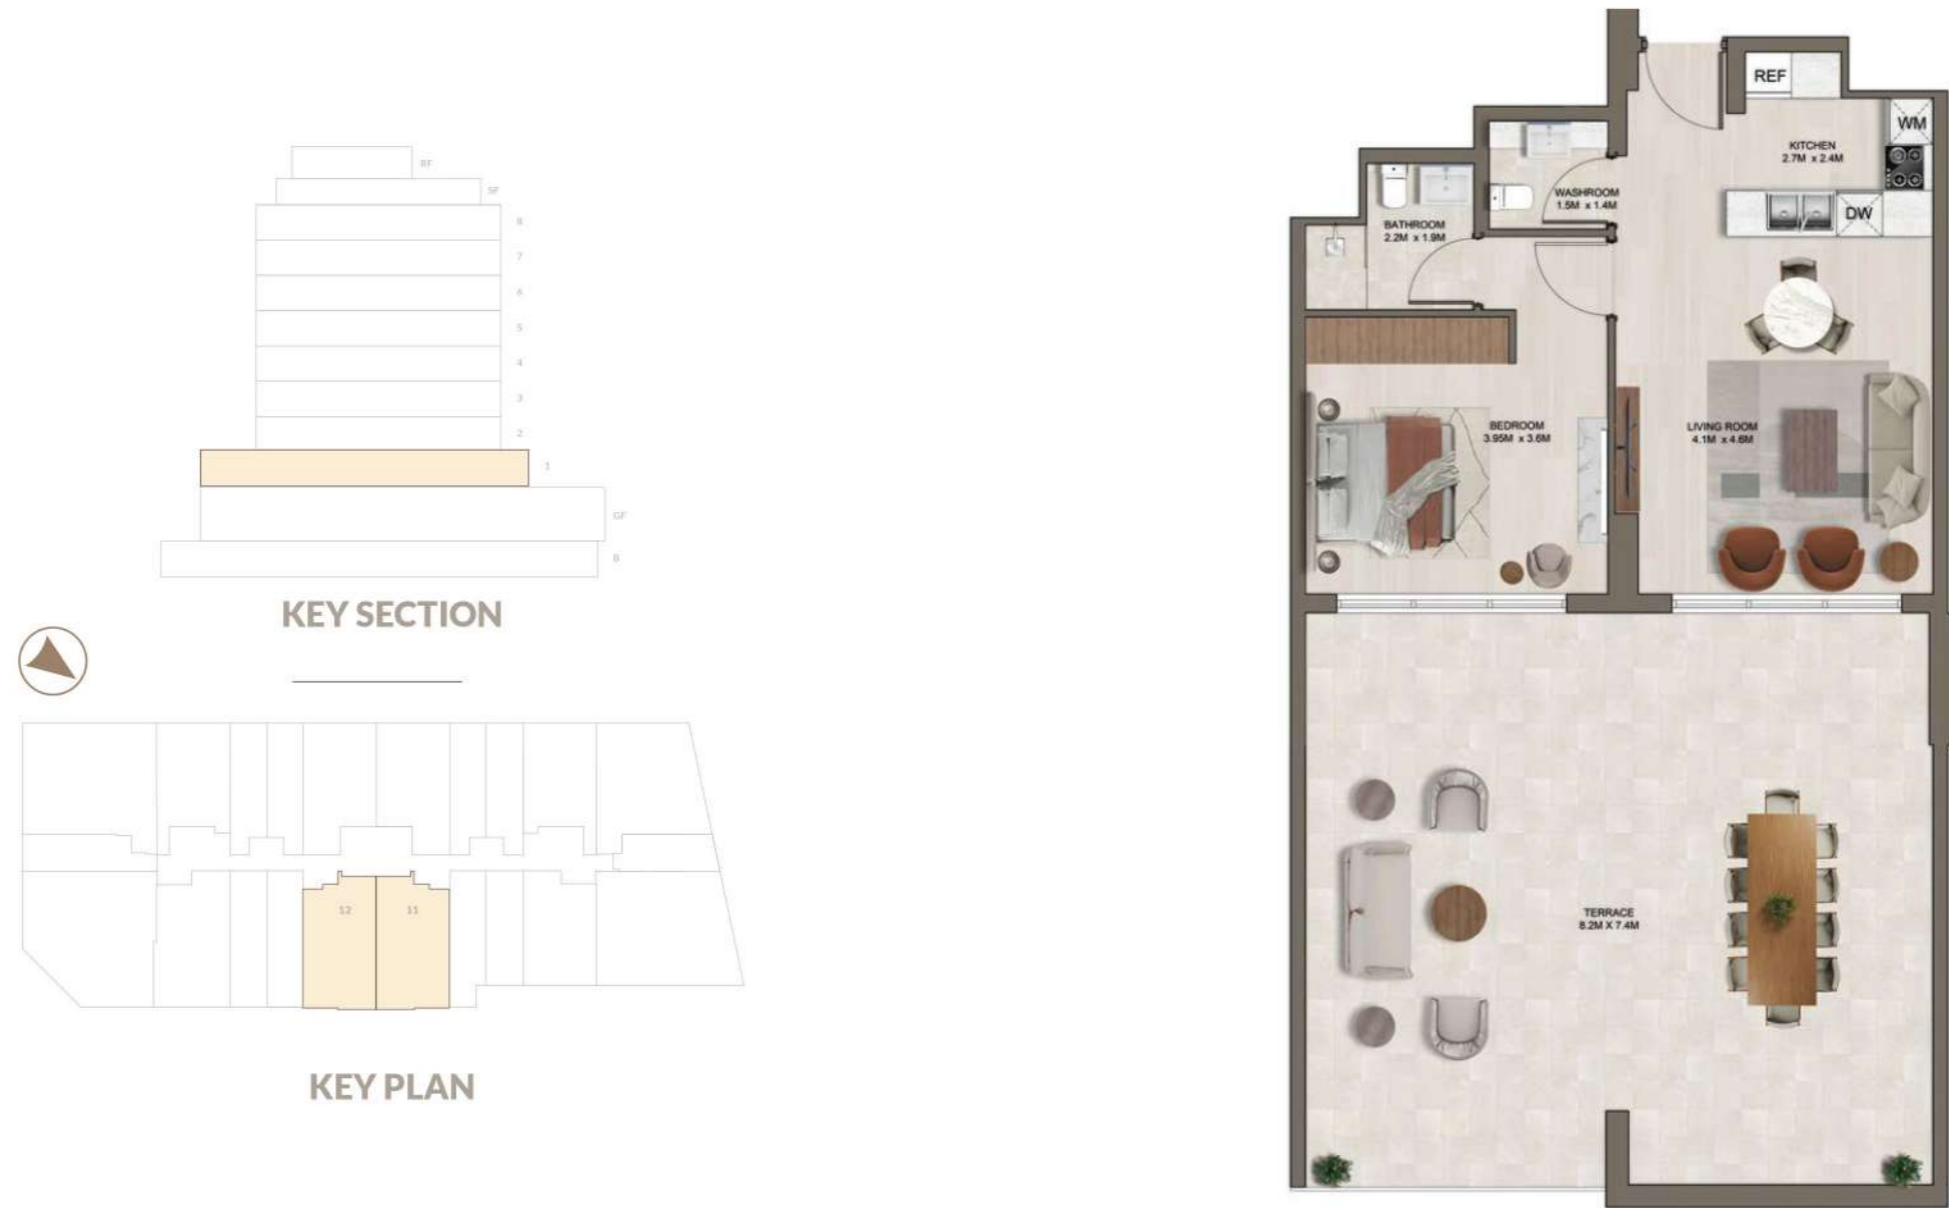 RF
SF
8
7
6
5
4
3
2
1
GF
B
KEY SECTION
12
11
KEY PLAN
REF
WM
KITCHEN
2.7M x 2.4M
WASHROOM
1.5M x 1.4M
DW
BATHROOM
2.2M x 1.9M
BEDROOM
3.95M x 3.6M
LIVING ROOM
4.1M x 4.6M
TERRACE
8.2M X 7.4M